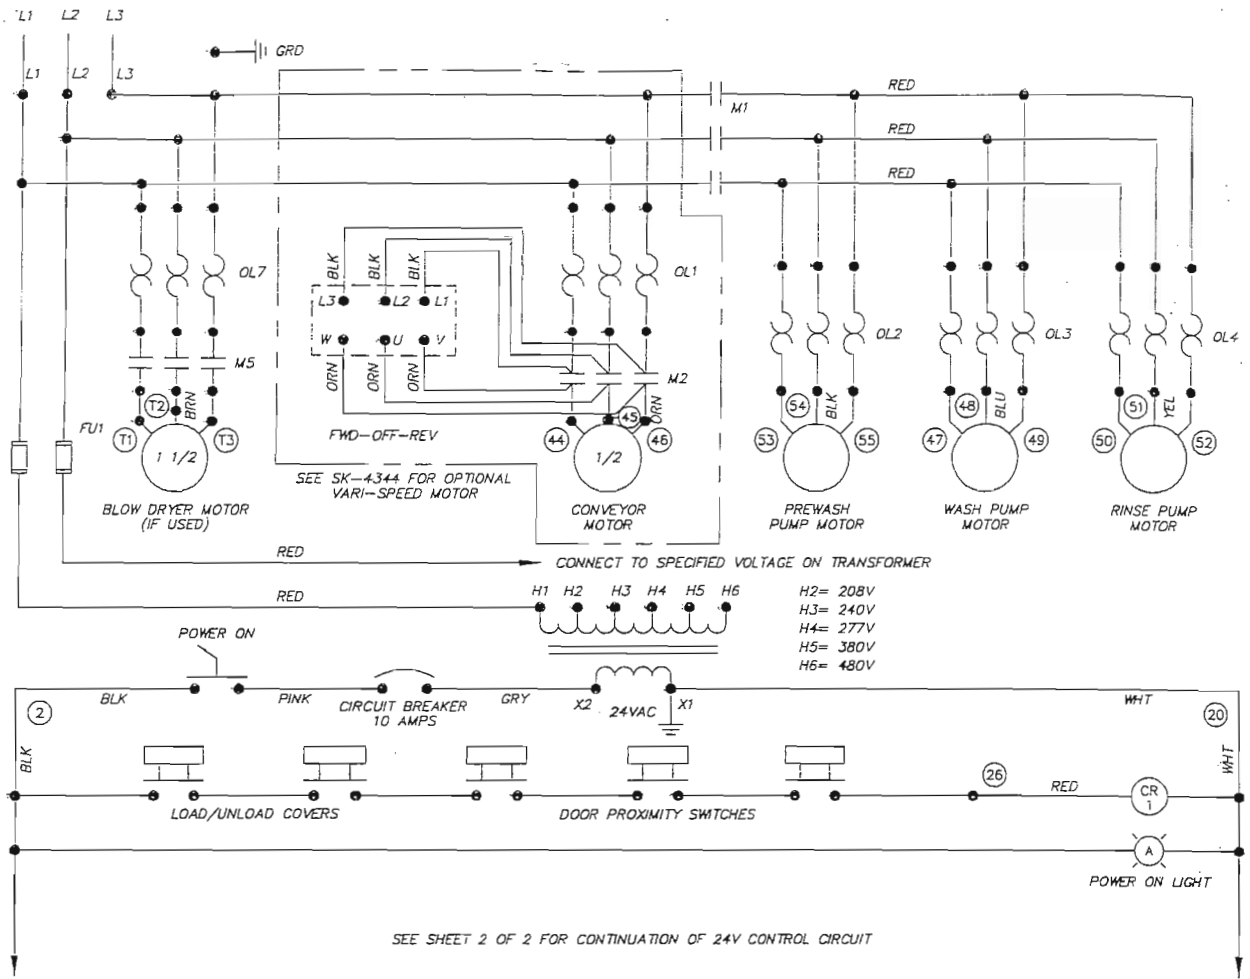 L1 L2 L3
GRD
L1 L2 L3
RED
M1
RED
RED
OL7
BLK BLK BLK
OL1
L3 L2 L1
W U V
OL2 OL3 OL4
M5
M2
ORN ORN ORN
T2 BRN
45 ORN
54 BLK
48 BLU
51 YEL
FU1
T1 T3
FWD-OFF-REV
44 46
53 55
47 49
50 52
1 1/2
1/2
SEE SK-4344 FOR OPTIONAL
VARI-SPEED MOTOR
BLOW DRYER MOTOR
(IF USED)
CONVEYOR
MOTOR
PREWASH
PUMP MOTOR
WASH PUMP
MOTOR
RINSE PUMP
MOTOR
RED
CONNECT TO SPECIFIED VOLTAGE ON TRANSFORMER
RED
H1 H2 H3 H4 H5 H6
H2= 208V
H3= 240V
H4= 277V
H5= 380V
H6= 480V
POWER ON
BLK PINK
CIRCUIT BREAKER
10 AMPS
GRY
X2 24VAC X1
WHT
2
20
BLK
WHT
26
RED
CR
1
LOAD/UNLOAD COVERS
DOOR PROXIMITY SWITCHES
A
POWER ON LIGHT
SEE SHEET 2 OF 2 FOR CONTINUATION OF 24V CONTROL CIRCUIT